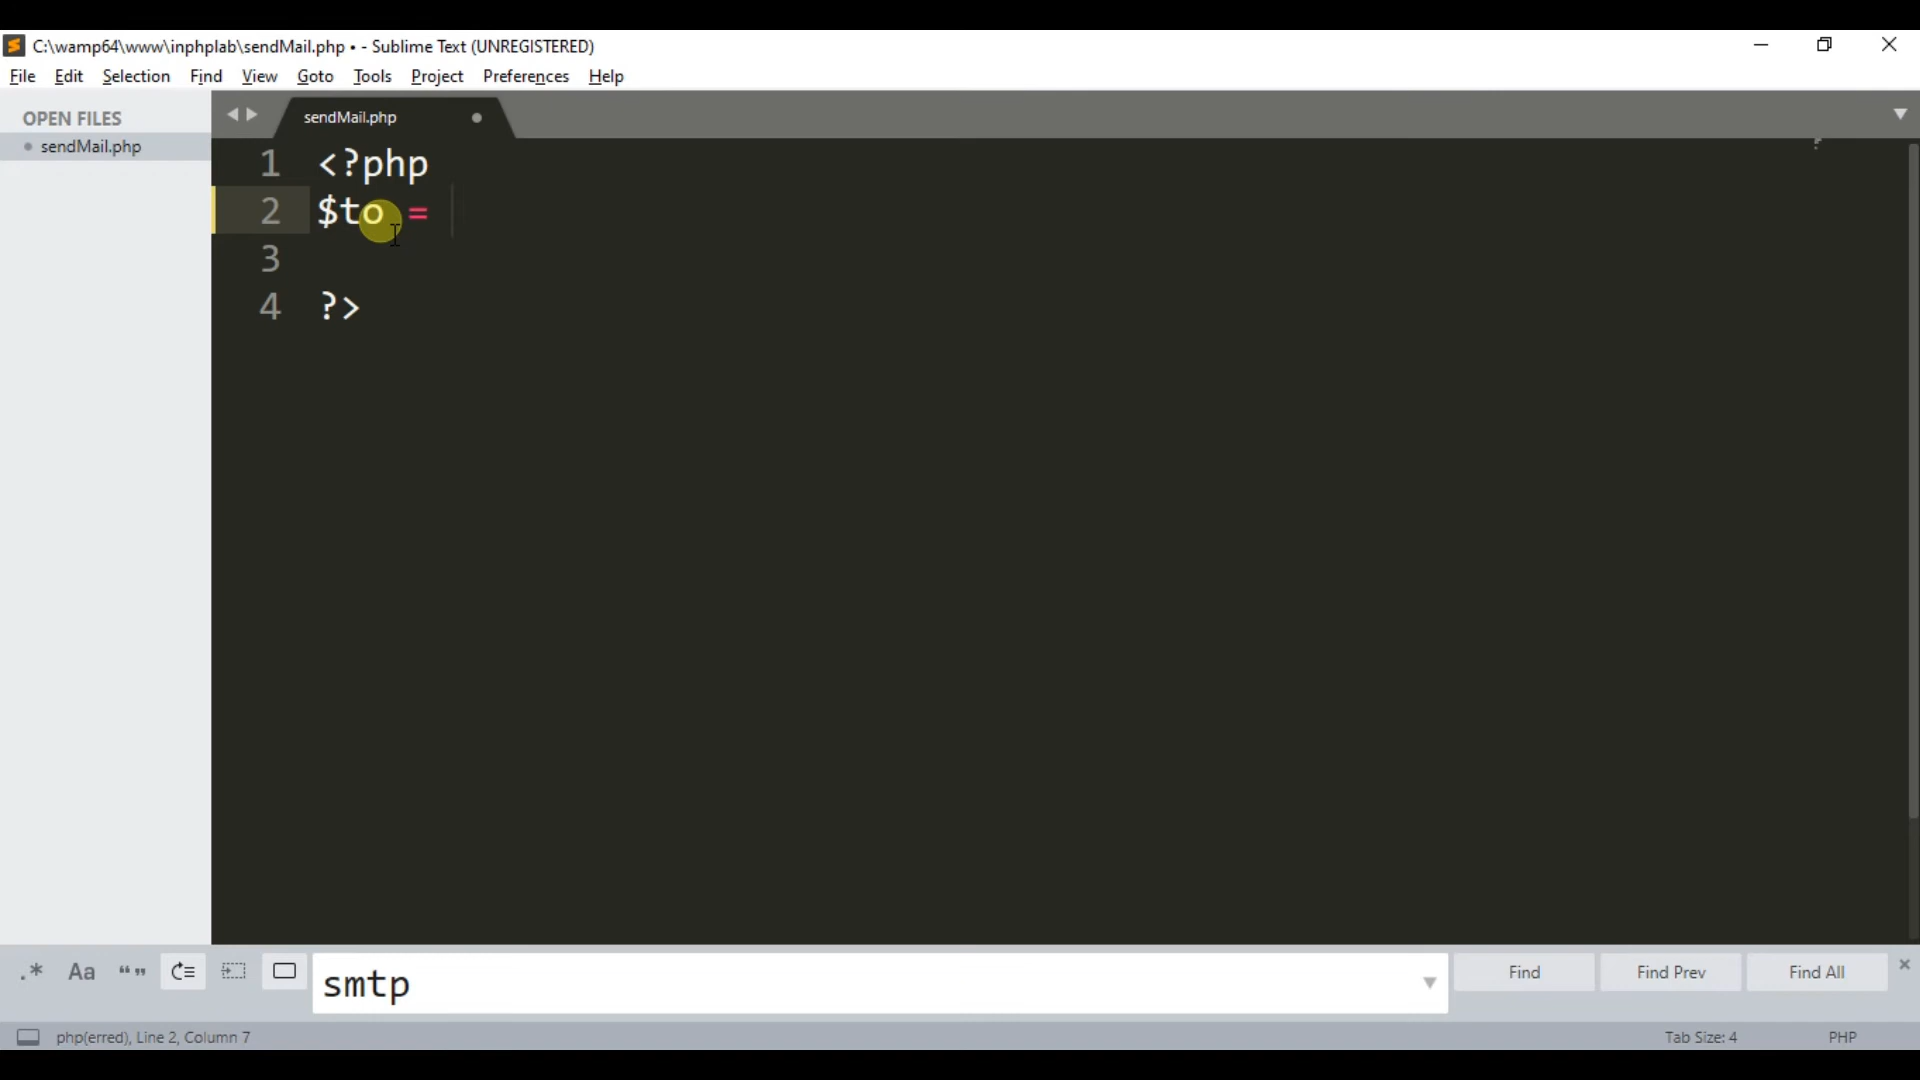 C:\wamp64\www\inphplab\sendMail.php • - Sublime Text (UNREGISTERED)
File Edit Selection Find View Goto Tools Project Preferences Help
OPEN FILES
sendMail.php
sendMail.php
1 <?php
2 $to =
3
4 ?>
.* Aa “” smtp Find Find Prev Find All
php(erred), Line 2, Column 7 Tab Size: 4 PHP